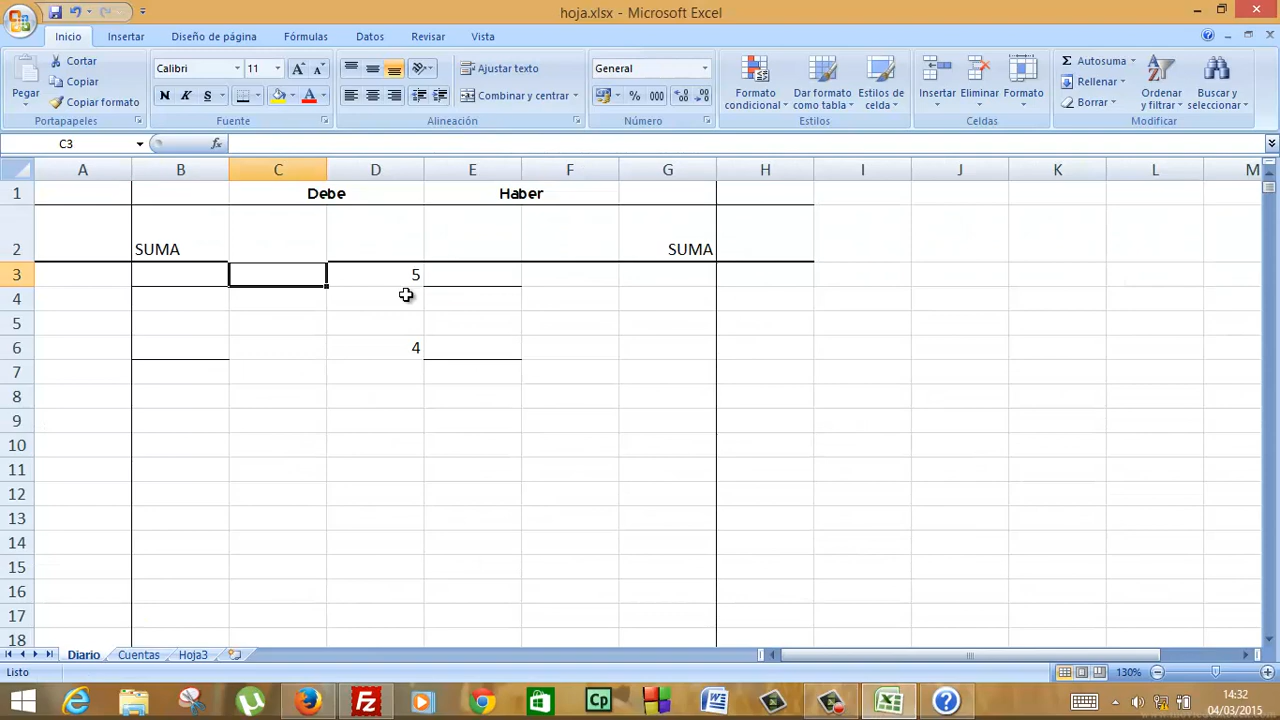 hoja.xlsx - Microsoft Excel
Inicio Insertar Diseño de página Fórmulas Datos Revisar Vista
Pegar
Cortar
Copiar
Copiar formato
Portapapeles
Calibri 11
N K S
Fuente
Ajustar texto
Combinar y centrar
Alineación
General
% 000
Número
Formato condicional
Dar formato como tabla
Estilos de celda
Estilos
Insertar Eliminar Formato
Celdas
Autosuma
Rellenar
Borrar
Ordenar y filtrar
Buscar y seleccionar
Modificar
C3 fx
A B C D E F G H I J K L M
1 Debe Haber
2 SUMA SUMA
3 5
4
5
6 4
7
8
9
10
11
12
13
14
15
16
17
18
Diario Cuentas Hoja3
Listo 130%
14:32
04/03/2015